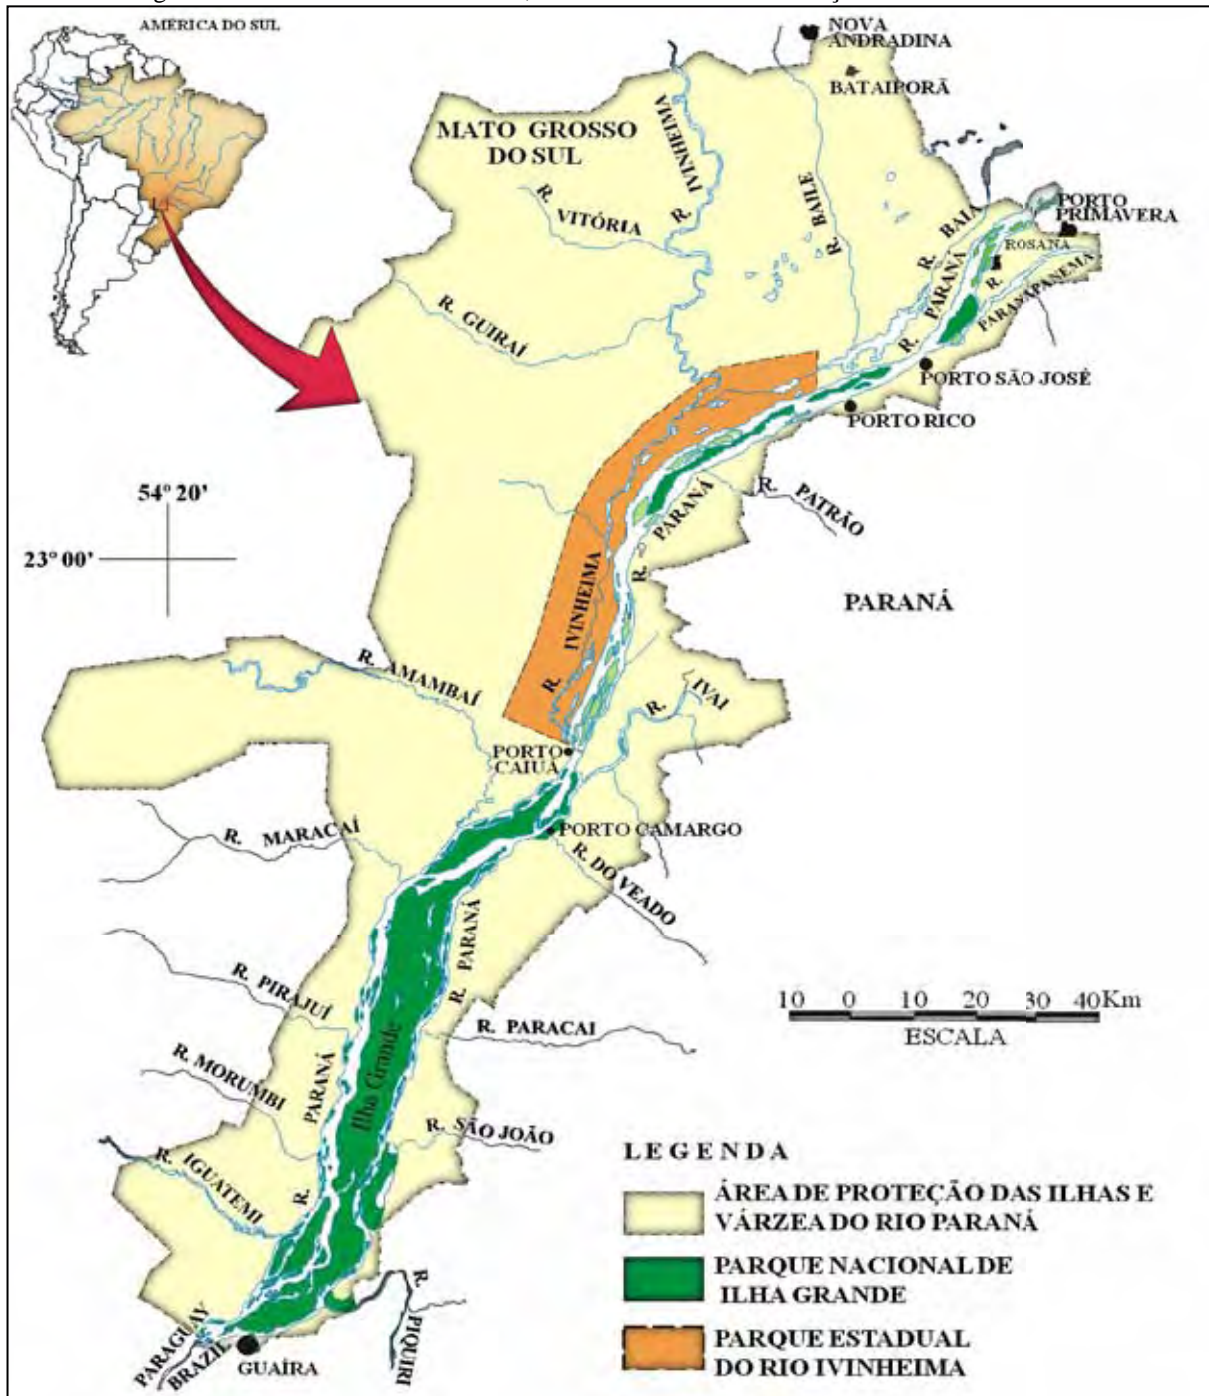 AMÉRICA DO SUL
NOVA
ANDRADINA
BATAIPORÃ
MATO GROSSO
DO SUL
R. IVINHEIMA
R. VITÓRIA
R. BAILE
R. BAIA
PORTO
PRIMAVERA
ROSANA
R. PARANÁ
R. PARANAPANEMA
R. GUIRAÍ
PORTO SÃO JOSÉ
PORTO RICO
54º 20'
23º 00'
R. PATRÃO
R. PARANÁ
PARANÁ
R. IVINHEIMA
R. AMAMBAÍ
R. IVAI
PORTO
CAIUÁ
PORTO CAMARGO
R. MARACAÍ
R. DO VEADO
R. PARANÁ
R. PIRAJUÍ
R. PARACAI
10 0 10 20 30 40Km
ESCALA
Ilha Grande
R. PARANÁ
R. MORUMBI
R. SÃO JOÃO
R. IGUATEMI
R. PIQUIRI
PARAGUAY
BRAZIL
GUAÍRA
LEGENDA
ÁREA DE PROTEÇÃO DAS ILHAS E
VÁRZEA DO RIO PARANÁ
PARQUE NACIONAL DE
ILHA GRANDE
PARQUE ESTADUAL
DO RIO IVINHEIMA